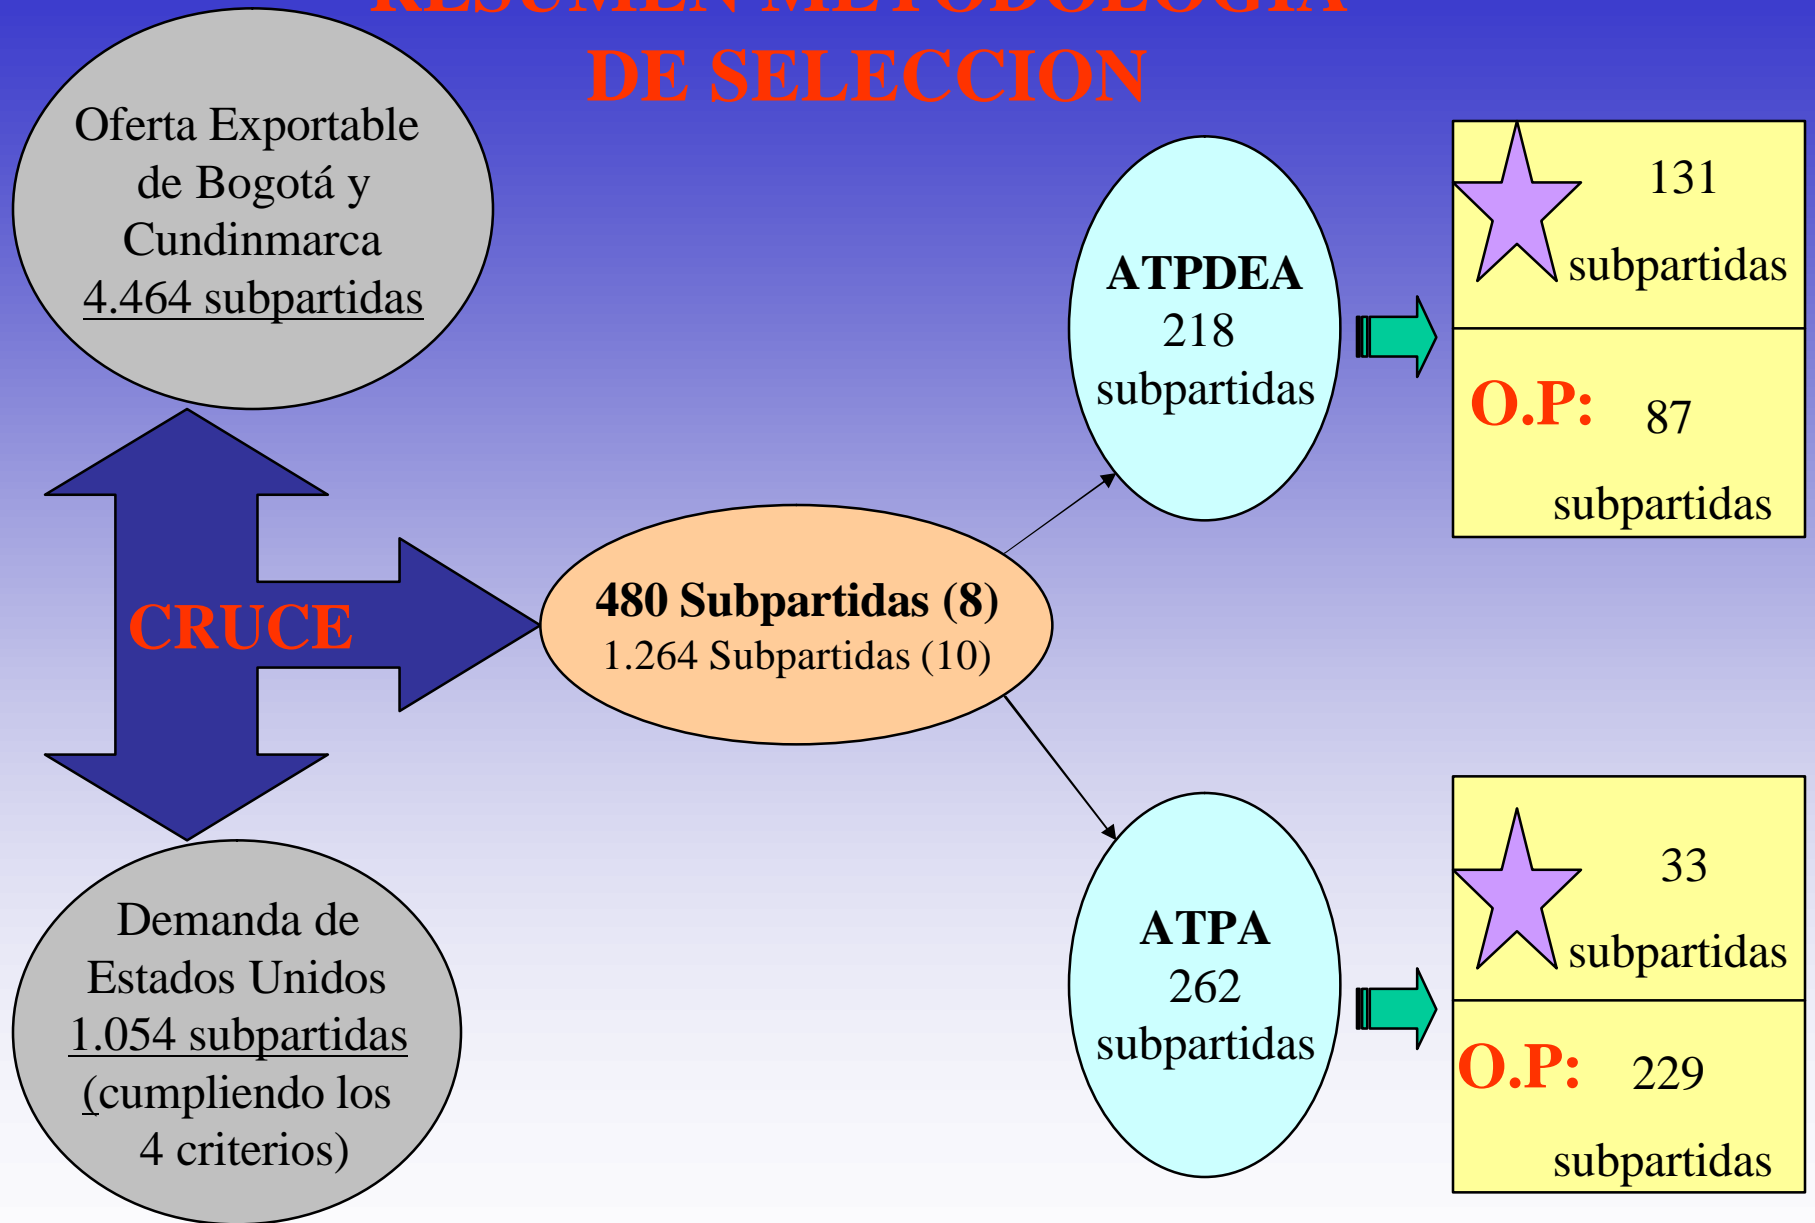 RESUMEN METODOLOGIA
DE SELECCION
Oferta Exportable
de Bogotá y
Cundinmarca
4.464 subpartidas
CRUCE
Demanda de
Estados Unidos
1.054 subpartidas
(cumpliendo los
4 criterios)
480 Subpartidas (8)
1.264 Subpartidas (10)
ATPDEA
218
subpartidas
131
subpartidas
O.P: 87
subpartidas
ATPA
262
subpartidas
33
subpartidas
O.P: 229
subpartidas